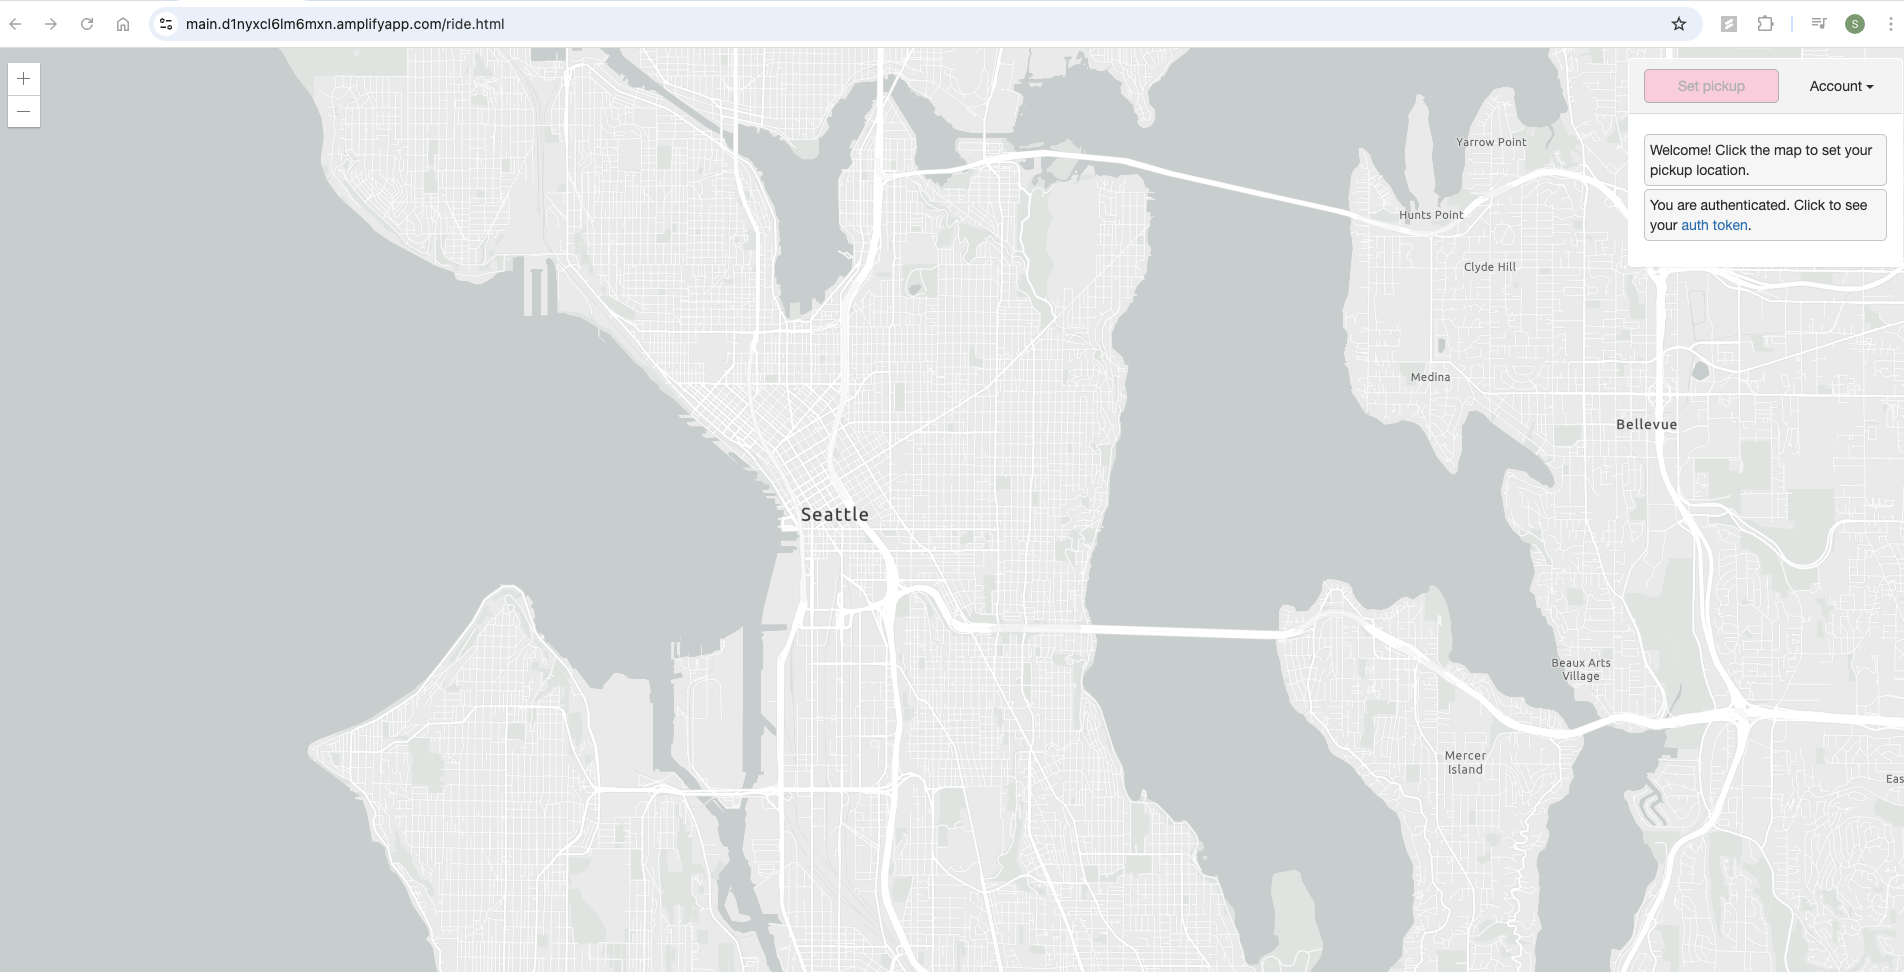 main.d1nyxcl6lm6mxn.amplifyapp.com/ride.html
S
Set pickup
Account
Welcome! Click the map to set your
pickup location.
You are authenticated. Click to see
your auth token.
Yarrow Point
Hunts Point
Clyde Hill
Medina
Bellevue
Seattle
Beaux Arts
Village
Mercer
Island
Eas